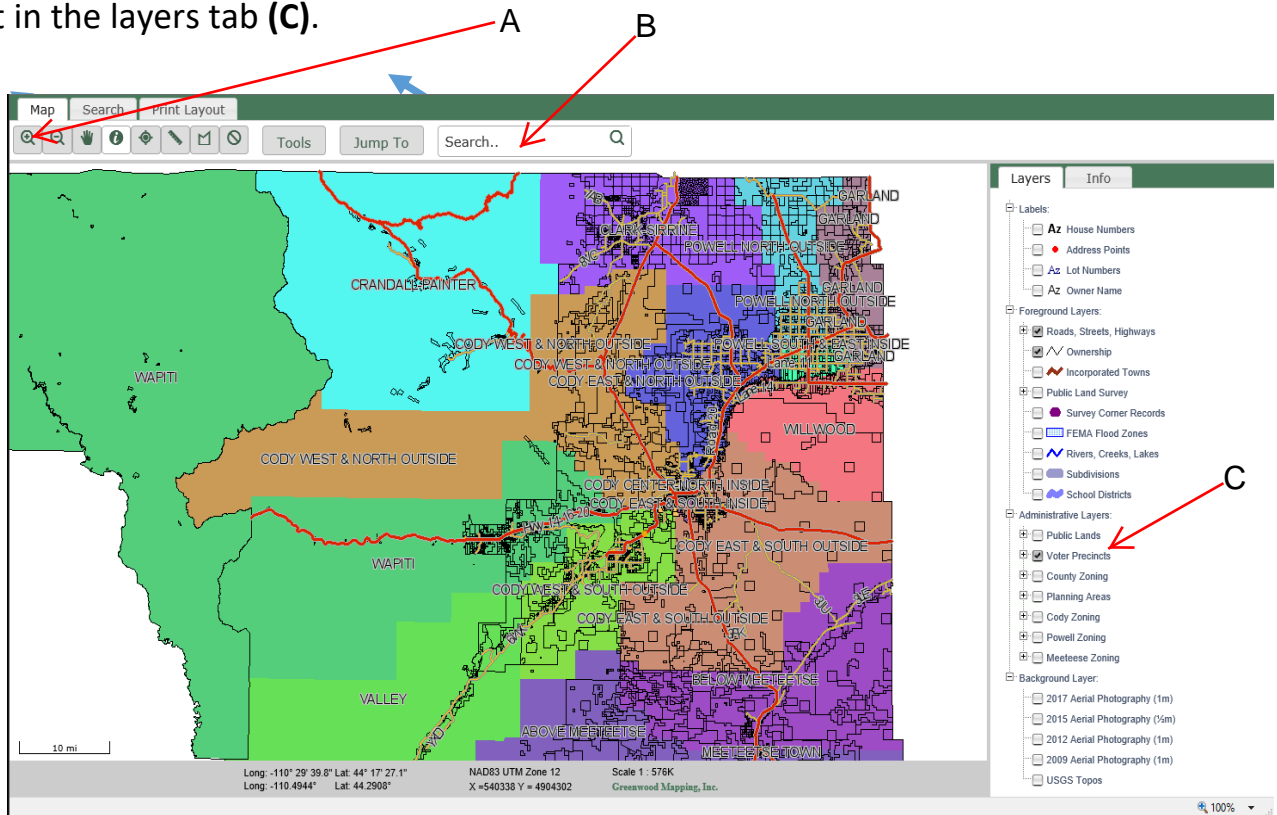 t in the layers tab (C).
A
B
Map Search Print Layout
Tools Jump To Search..
GARLAND
GARLAND
CLARK-SIRRINE
POWELL NORTH OUTSIDE
CRANDALL-PAINTER
GARLAND
POWELL NORTH OUTSIDE
GARLAND
CODY WEST & NORTH OUTSIDE
POWELL SOUTH & EAST INSIDE
GARLAND
CODY WEST & NORTH OUTSIDE
CODY EAST & NORTH OUTSIDE
WAPITI
WILLWOOD
CODY WEST & NORTH OUTSIDE
CODY CENTER-NORTH INSIDE
CODY EAST & SOUTH INSIDE
CODY EAST & SOUTH OUTSIDE
WAPITI
CODY WEST & SOUTH OUTSIDE
CODY EAST & SOUTH OUTSIDE
BELOW MEETEETSE
VALLEY
ABOVE MEETEETSE
MEETEETSE TOWN
10 mi
Long: -110° 29' 39.8" Lat: 44° 17' 27.1" NAD83 UTM Zone 12 Scale 1 : 576K
Long: -110.4944° Lat: 44.2908° X =540338 Y = 4904302 Greenwood Mapping, Inc.
Layers Info
Labels:
Az House Numbers
Address Points
Az Lot Numbers
Az Owner Name
Foreground Layers:
Roads, Streets, Highways
Ownership
Incorporated Towns
Public Land Survey
Survey Corner Records
FEMA Flood Zones
Rivers, Creeks, Lakes
Subdivisions
School Districts
C
Administrative Layers:
Public Lands
Voter Precincts
County Zoning
Planning Areas
Cody Zoning
Powell Zoning
Meeteese Zoning
Background Layer:
2017 Aerial Photography (1m)
2015 Aerial Photography (½m)
2012 Aerial Photography (1m)
2009 Aerial Photography (1m)
USGS Topos
100%